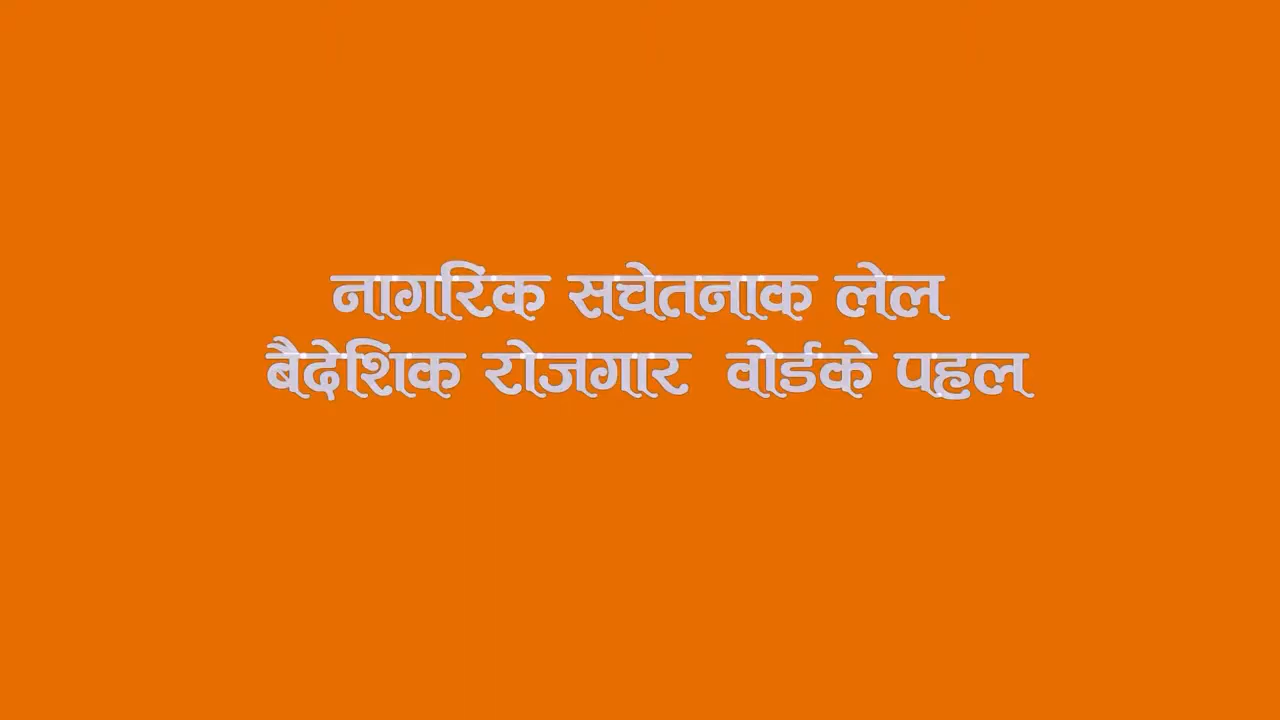 नागरिक सचेतनाक लेल
बैदेशिक रोजगार वोर्डके पहल